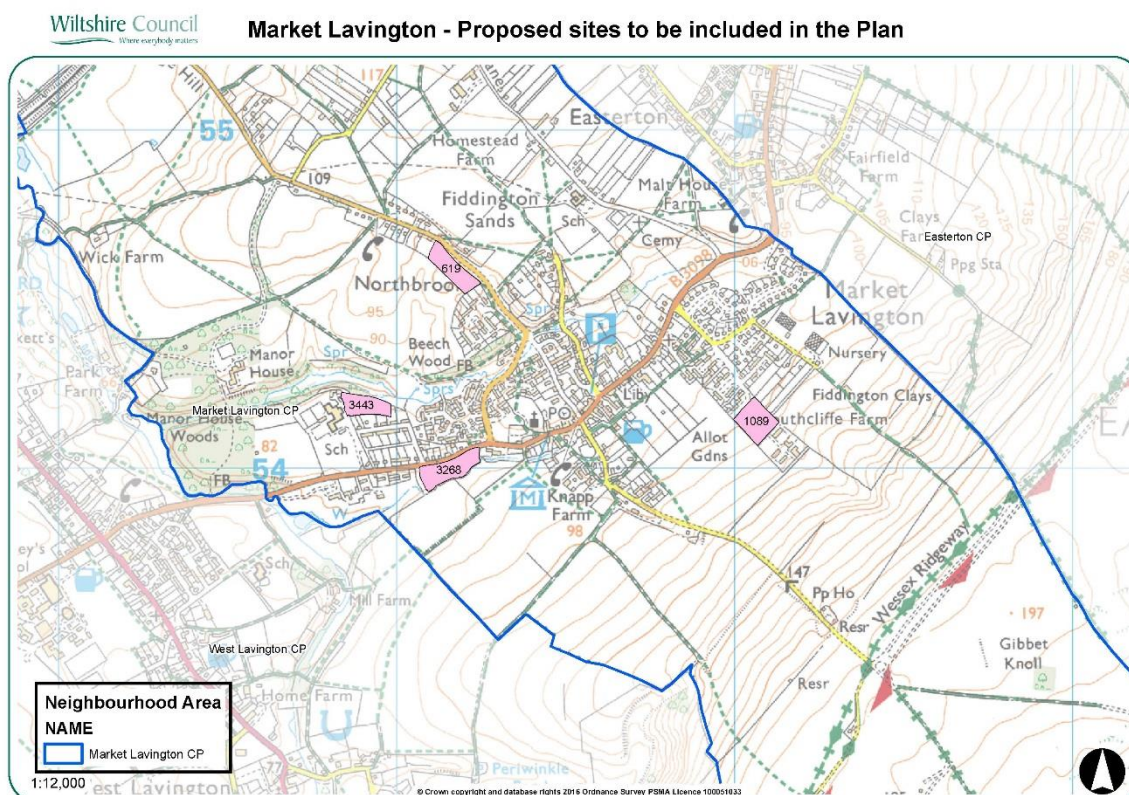 Wiltshire Council
Where everybody matters
Market Lavington - Proposed sites to be included in the Plan
Hill
117
55
Easterton
Homestead
Farm
109
Fiddington
Sands
Sch
Malt House
Farm
Fairfield
Farm
Cemy
Clays
Easterton CP
Ppg Sta
Wick Farm
619
Northbroo
B3098
Market
Lavington
95
90
Spr
Beech
Wood
FB
Manor
House
Spr
Sprs
Nursery
Park
Farm
Market Lavington CP
3443
Manor House
Woods
PO
Liby
Fiddington Clays
1089
uthcliffe Farm
82
Sch
Allot
Gdns
54
3268
FB
M
Knapp
Farm
98
W
Wessex Ridgeway
147
Sch
Mill Farm
Pp Ho
Resr
197
Gibbet
Knoll
West Lavington CP
Resr
Home Farm
Neighbourhood Area
NAME
Market Lavington CP
77
Periwinkle
1:12,000
est Lavington
© Crown copyright and database rights 2016 Ordnance Survey PSMA Licence 100051033